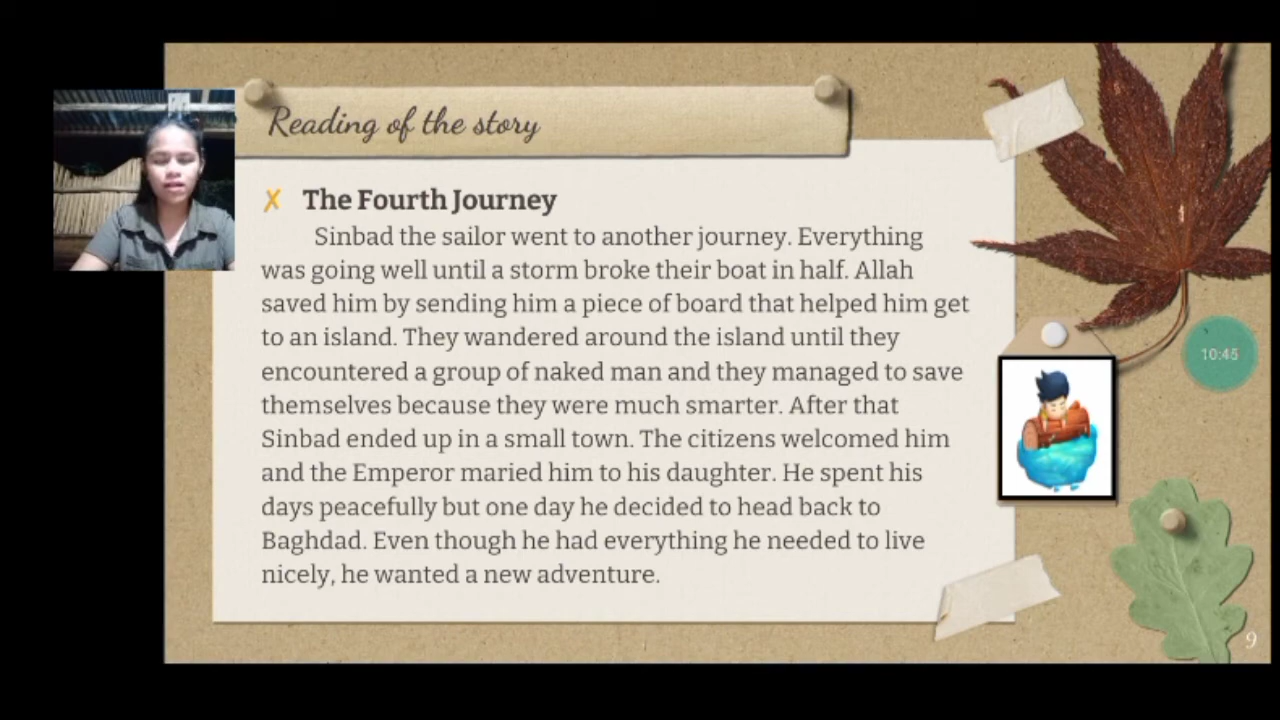 Reading of the story
✗ The Fourth Journey
Sinbad the sailor went to another journey. Everything
was going well until a storm broke their boat in half. Allah
saved him by sending him a piece of board that helped him get
to an island. They wandered around the island until they
encountered a group of naked man and they managed to save
themselves because they were much smarter. After that
Sinbad ended up in a small town. The citizens welcomed him
and the Emperor maried him to his daughter. He spent his
days peacefully but one day he decided to head back to
Baghdad. Even though he had everything he needed to live
nicely, he wanted a new adventure.
10:45
9